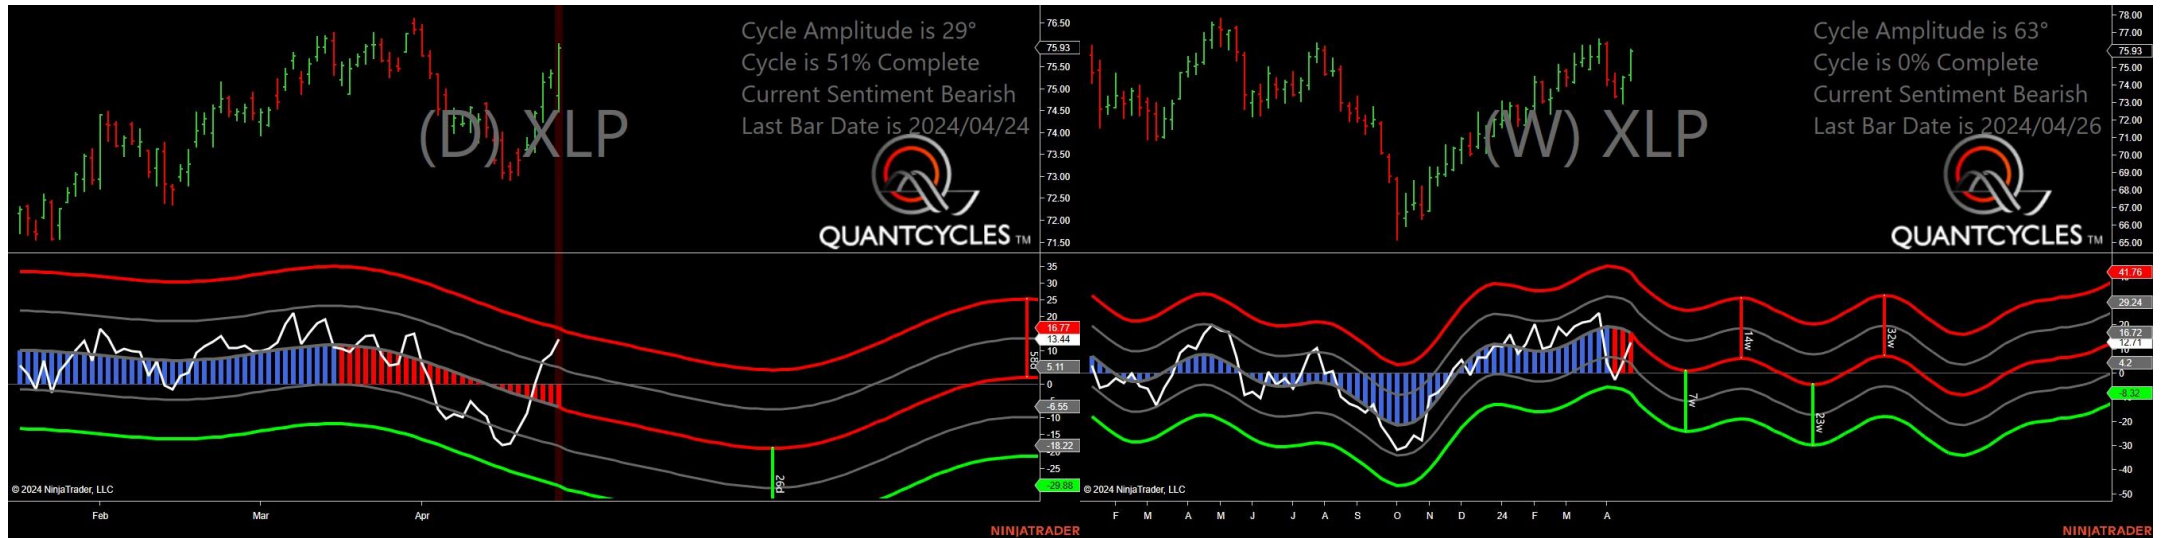 Cycle Amplitude is 29°
Cycle is 51% Complete
Current Sentiment Bearish
Last Bar Date is 2024/04/24
(D) XLP
QUANTCYCLES TM
76.50
75.93
75.50
75.00
74.50
74.00
73.50
73.00
72.50
72.00
71.50
35
30
25
20
16.77
13.44
10
5.11
0
-6.55
-10
-15
-18.22
-25
-29.88
58d
26d
© 2024 NinjaTrader, LLC
Feb
Mar
Apr
NINJATRADER
Cycle Amplitude is 63°
Cycle is 0% Complete
Current Sentiment Bearish
Last Bar Date is 2024/04/26
(W) XLP
QUANTCYCLES TM
78.00
77.00
75.93
75.00
74.00
73.00
72.00
71.00
70.00
69.00
68.00
67.00
66.00
65.00
41.76
29.24
16.72
12.71
4.2
0
-8.32
-20
-30
-40
-50
7w
14w
23w
32w
© 2024 NinjaTrader, LLC
F
M
A
M
J
J
A
S
O
N
D
24
F
M
A
NINJATRADER